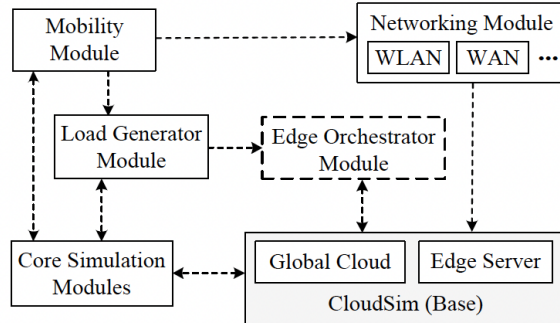 Mobility
Module
Networking Module
WLAN
WAN
...
Load Generator
Module
Edge Orchestrator
Module
Core Simulation
Modules
Global Cloud
Edge Server
CloudSim (Base)